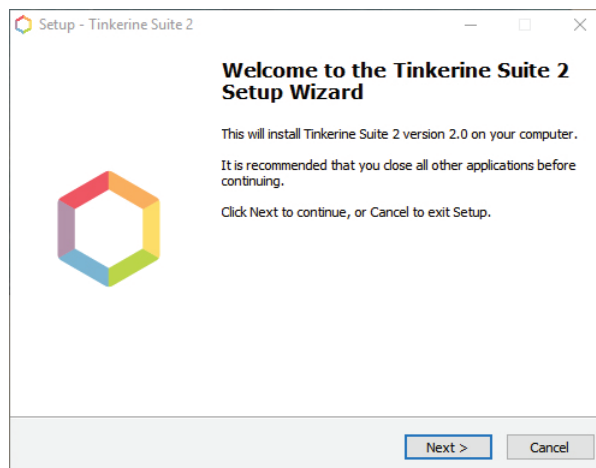 Setup - Tinkerine Suite 2
Welcome to the Tinkerine Suite 2
Setup Wizard
This will install Tinkerine Suite 2 version 2.0 on your computer.
It is recommended that you close all other applications before
continuing.
Click Next to continue, or Cancel to exit Setup.
Next >
Cancel